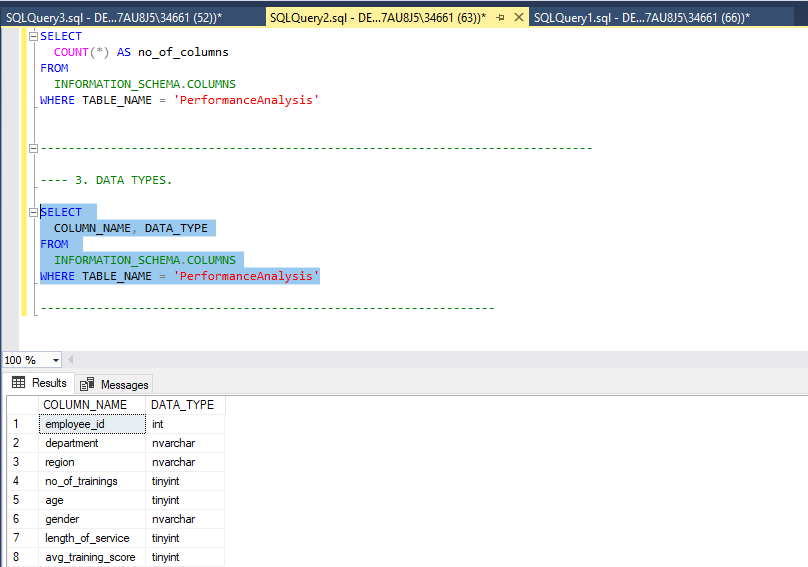 SQLQuery3.sql - DE...7AU8J5\34661 (52))* SQLQuery2.sql - DE...7AU8J5\34661 (63))* SQLQuery1.sql - DE...7AU8J5\34661 (66))*
SELECT
COUNT(*) AS no_of_columns
FROM
INFORMATION_SCHEMA.COLUMNS
WHERE TABLE_NAME = 'PerformanceAnalysis'
-------------------------------------------------------------------------------------
---- 3. DATA TYPES.
SELECT
COLUMN_NAME, DATA_TYPE
FROM
INFORMATION_SCHEMA.COLUMNS
WHERE TABLE_NAME = 'PerformanceAnalysis'
----------------------------------------------------------------------
100 %
Results Messages
COLUMN_NAME DATA_TYPE
1 employee_id int
2 department nvarchar
3 region nvarchar
4 no_of_trainings tinyint
5 age tinyint
6 gender nvarchar
7 length_of_service tinyint
8 avg_training_score tinyint